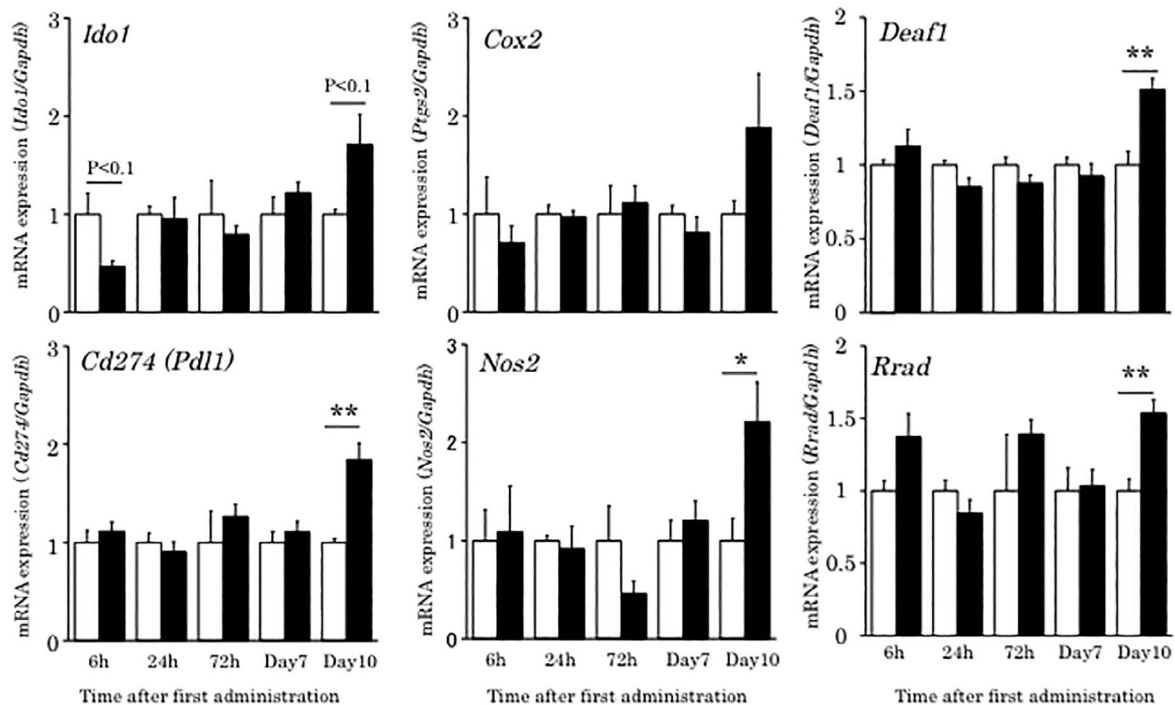 mRNA expression (Ido1/Gapdh)
3
2
1
0
Ido1
P<0.1
P<0.1
mRNA expression (Ptgs2/Gapdh)
3
2
1
0
Cox2
mRNA expression (Deaf1/Gapdh)
2
1.5
1
0.5
0
Deaf1
**
mRNA expression (Cd274/Gapdh)
3
2
1
0
Cd274 (Pdl1)
**
6h 24h 72h Day7 Day10
Time after first administration
mRNA expression (Nos2/Gapdh)
3
2
1
0
Nos2
*
6h 24h 72h Day7 Day10
Time after first administration
mRNA expression (Rrad/Gapdh)
2
1.5
1
0.5
0
Rrad
**
6h 24h 72h Day7 Day10
Time after first administration